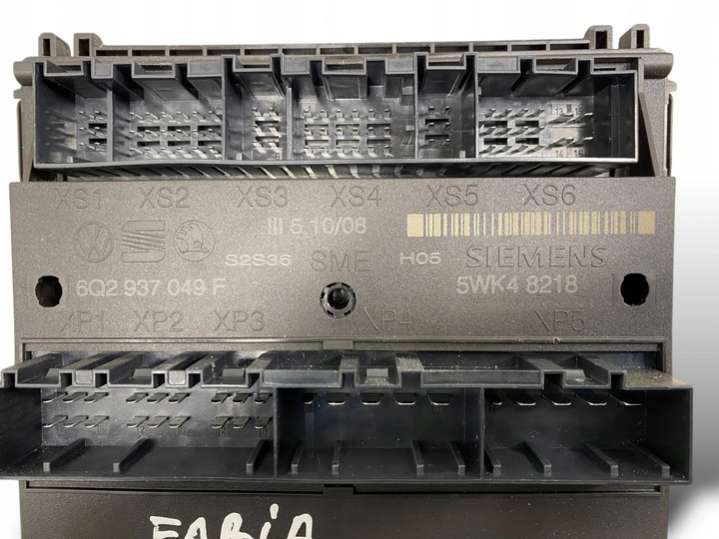 XS1 XS2 XS3 XS4 XS5 XS6
III 5.10/08
S2S36 SME H05 SIEMENS
6Q2 937 049 F 5WK4 8218
XP1 XP2 XP3 XP4 XP5
FABiA